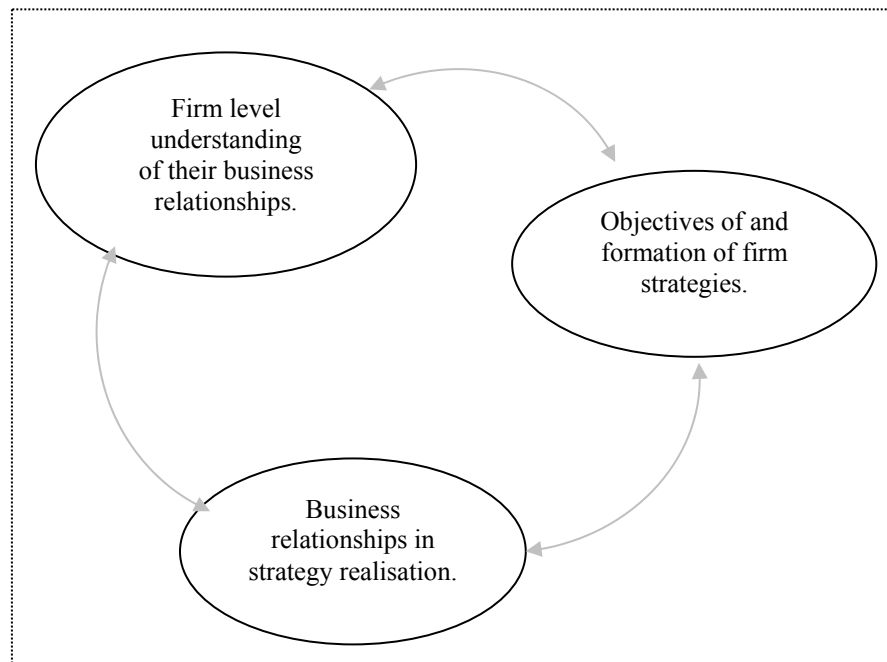 Firm level
understanding
of their business
relationships.
Objectives of and
formation of firm
strategies.
Business
relationships in
strategy realisation.